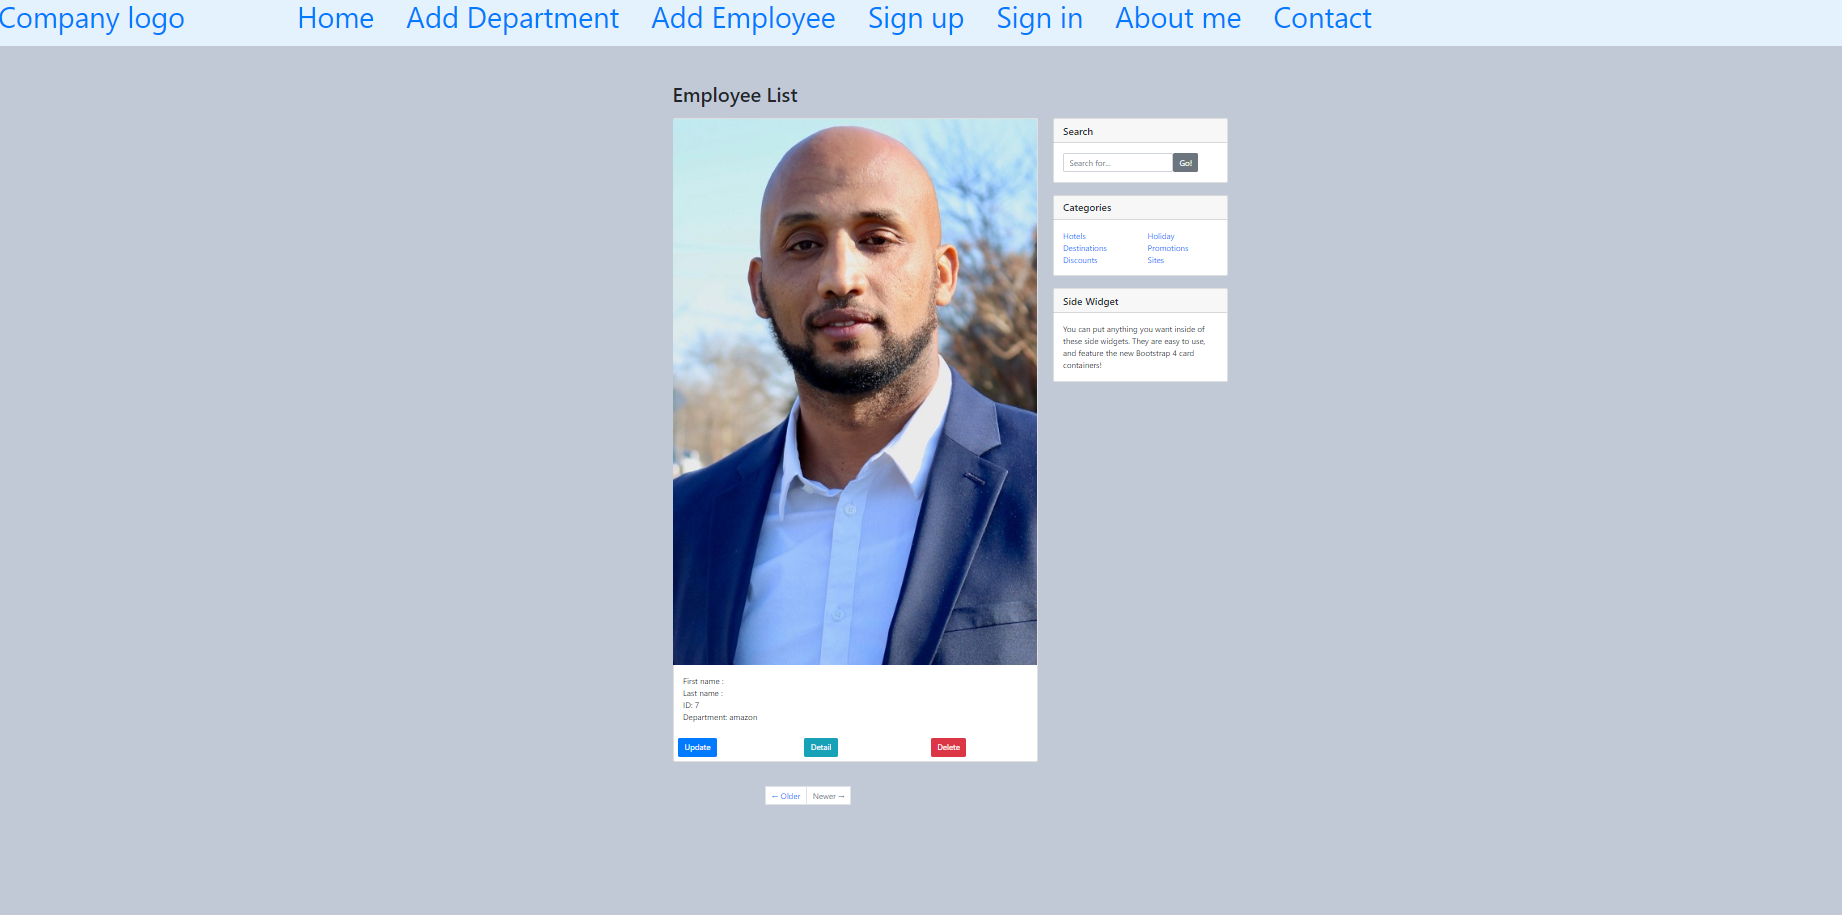 Company logo Home Add Department Add Employee Sign up Sign in About me Contact
Employee List
First name :
Last name :
ID: 7
Department: amazon
Update Detail Delete
← Older Newer →
Search
Search for... Go!
Categories
Hotels Holiday
Destinations Promotions
Discounts Sites
Side Widget
You can put anything you want inside of
these side widgets. They are easy to use,
and feature the new Bootstrap 4 card
containers!